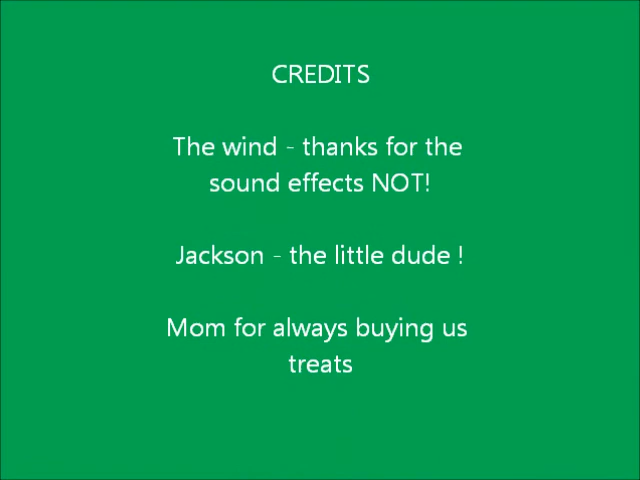 CREDITS
The wind - thanks for the
sound effects NOT!
Jackson - the little dude !
Mom for always buying us
treats